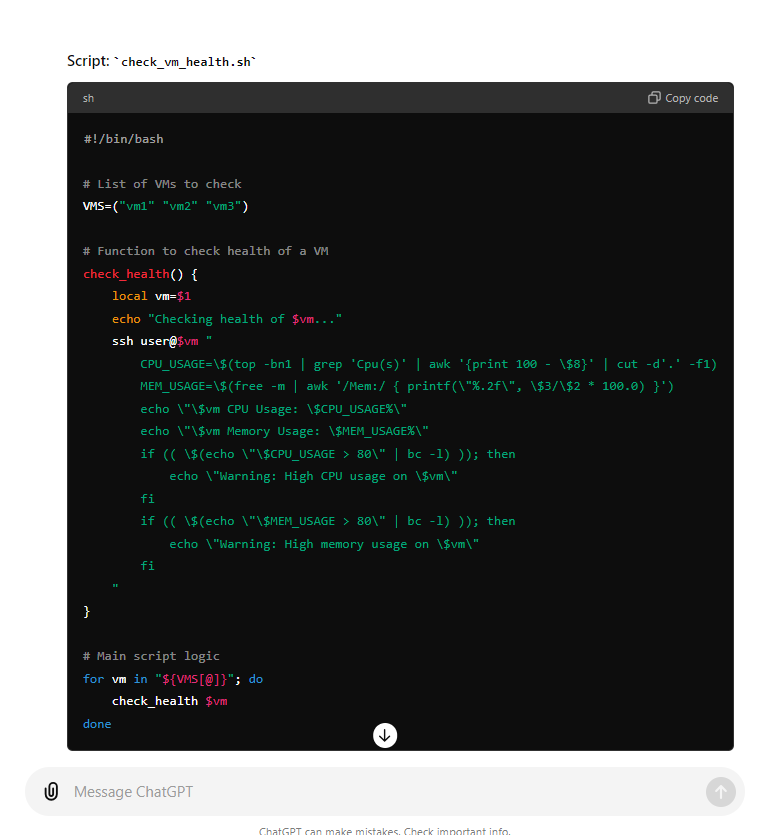 Script: `check_vm_health.sh`
sh
Copy code
#!/bin/bash
# List of VMs to check
VMS=("vm1" "vm2" "vm3")
# Function to check health of a VM
check_health() {
local vm=$1
echo "Checking health of $vm..."
ssh user@$vm "
CPU_USAGE=\$(top -bn1 | grep 'Cpu(s)' | awk '{print 100 - \$8}' | cut -d'.' -f1)
MEM_USAGE=\$(free -m | awk '/Mem:/ { printf(\"%.2f\", \$3/\$2 * 100.0) }')
echo \"\$vm CPU Usage: \$CPU_USAGE%\"
echo \"\$vm Memory Usage: \$MEM_USAGE%\"
if (( \$(echo \"\$CPU_USAGE > 80\" | bc -l) )); then
echo \"Warning: High CPU usage on \$vm\"
fi
if (( \$(echo \"\$MEM_USAGE > 80\" | bc -l) )); then
echo \"Warning: High memory usage on \$vm\"
fi
"
}
# Main script logic
for vm in "${VMS[@]}"; do
check_health $vm
done
Message ChatGPT
ChatGPT can make mistakes. Check important info.